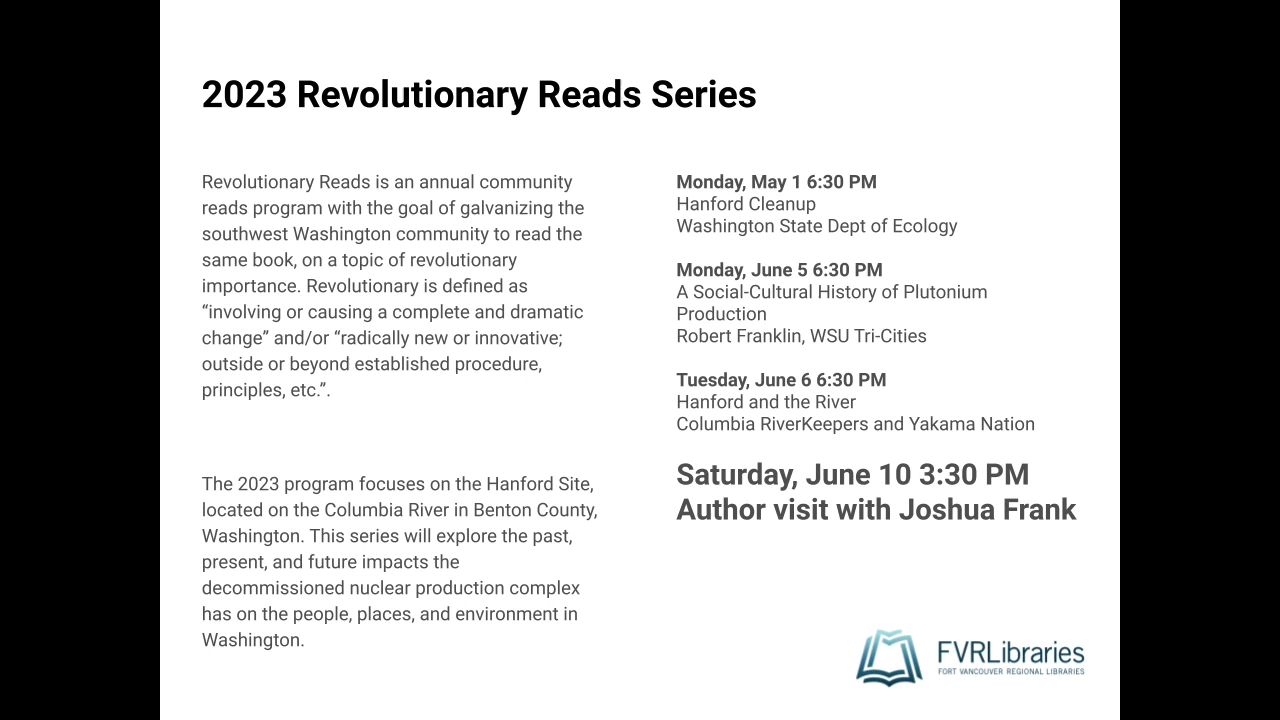 2023 Revolutionary Reads Series
Revolutionary Reads is an annual community
reads program with the goal of galvanizing the
southwest Washington community to read the
same book, on a topic of revolutionary
importance. Revolutionary is defined as
“involving or causing a complete and dramatic
change” and/or “radically new or innovative;
outside or beyond established procedure,
principles, etc.”.
The 2023 program focuses on the Hanford Site,
located on the Columbia River in Benton County,
Washington. This series will explore the past,
present, and future impacts the
decommissioned nuclear production complex
has on the people, places, and environment in
Washington.
Monday, May 1 6:30 PM
Hanford Cleanup
Washington State Dept of Ecology
Monday, June 5 6:30 PM
A Social-Cultural History of Plutonium
Production
Robert Franklin, WSU Tri-Cities
Tuesday, June 6 6:30 PM
Hanford and the River
Columbia RiverKeepers and Yakama Nation
Saturday, June 10 3:30 PM
Author visit with Joshua Frank
FVRLibraries
FORT VANCOUVER REGIONAL LIBRARIES